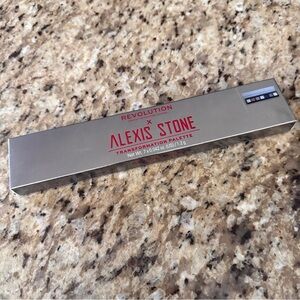 REVOLUTION
X
ALEXIS STONE
TRANSFORMATION PALETTE